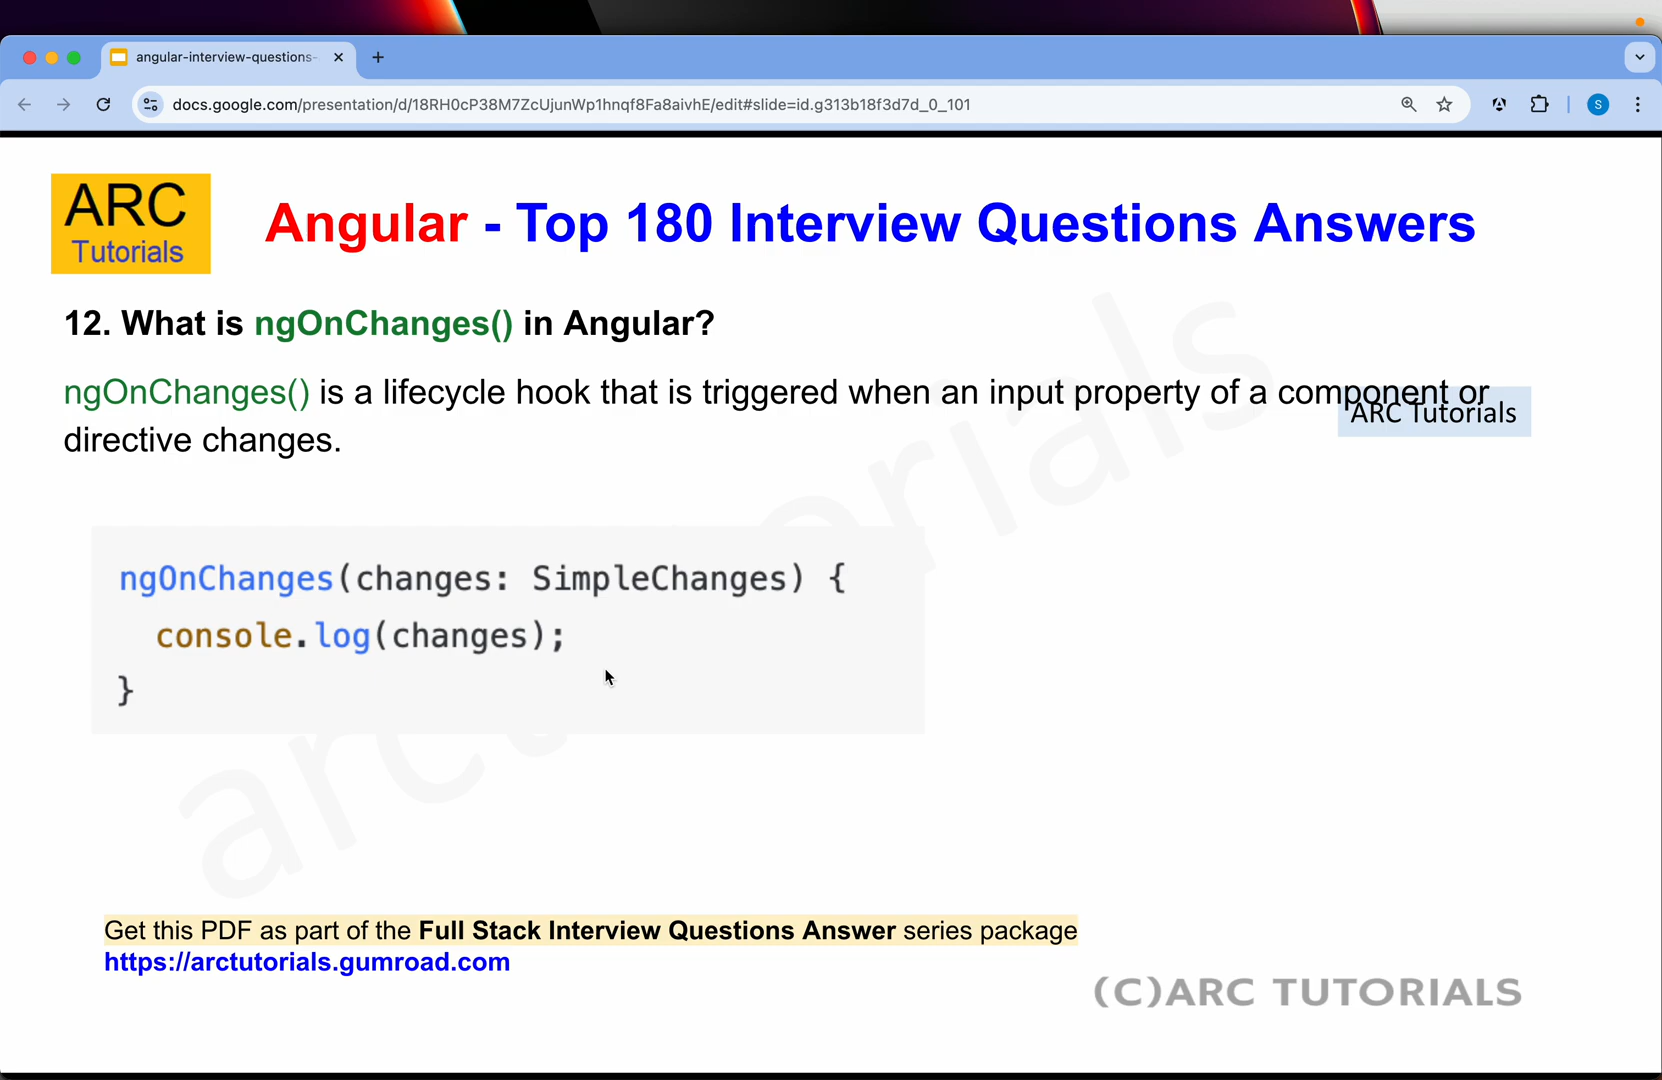 angular-interview-questions-
docs.google.com/presentation/d/18RH0cP38M7ZcUjunWp1hnqf8Fa8aivhE/edit#slide=id.g313b18f3d7d_0_101
S
ARC
Tutorials
Angular - Top 180 Interview Questions Answers
12. What is ngOnChanges() in Angular?
ngOnChanges() is a lifecycle hook that is triggered when an input property of a component or
ARC Tutorials
directive changes.
ngOnChanges(changes: SimpleChanges) {
console.log(changes);
}
Get this PDF as part of the Full Stack Interview Questions Answer series package
https://arctutorials.gumroad.com
(C)ARC TUTORIALS